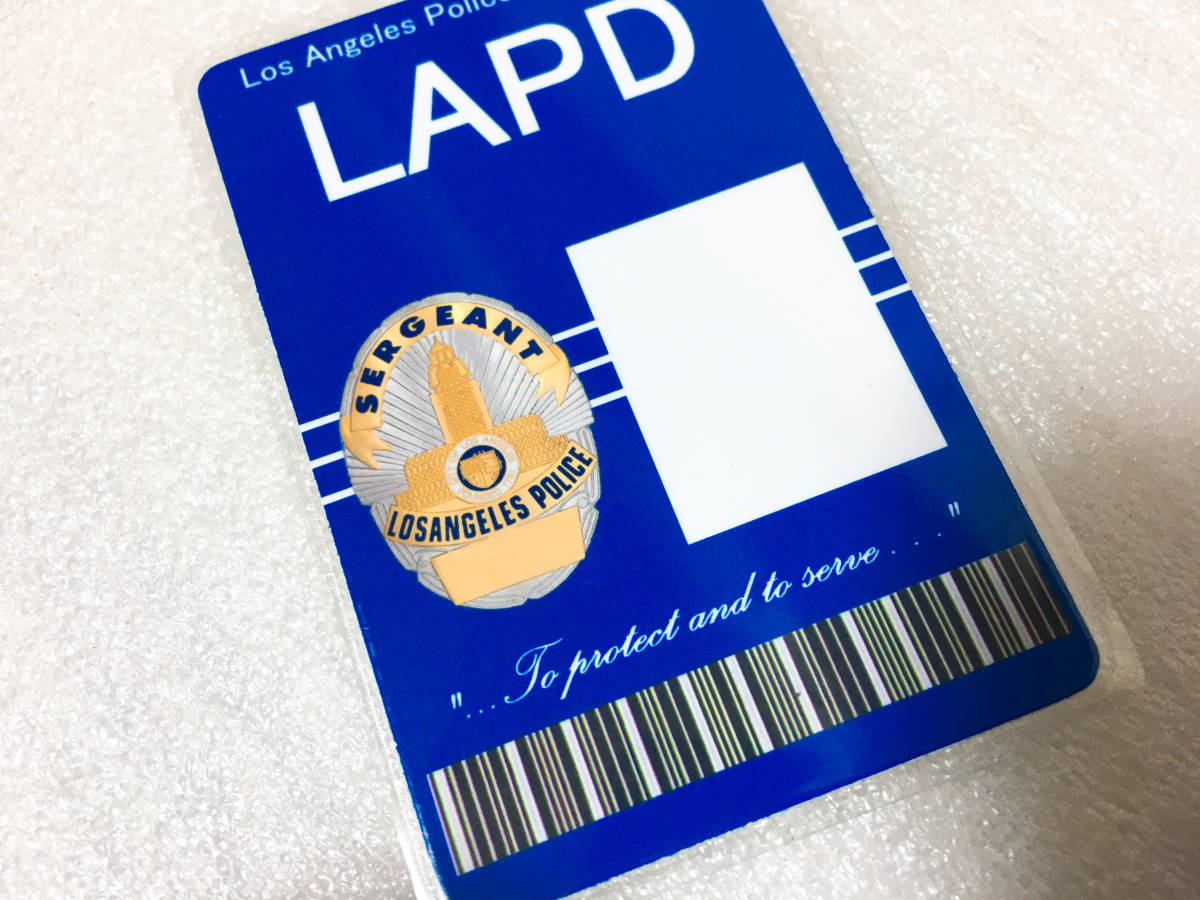 Los Angeles Police
LAPD
SERGEANT
LOSANGELES POLICE
"...To protect and to serve . . ."